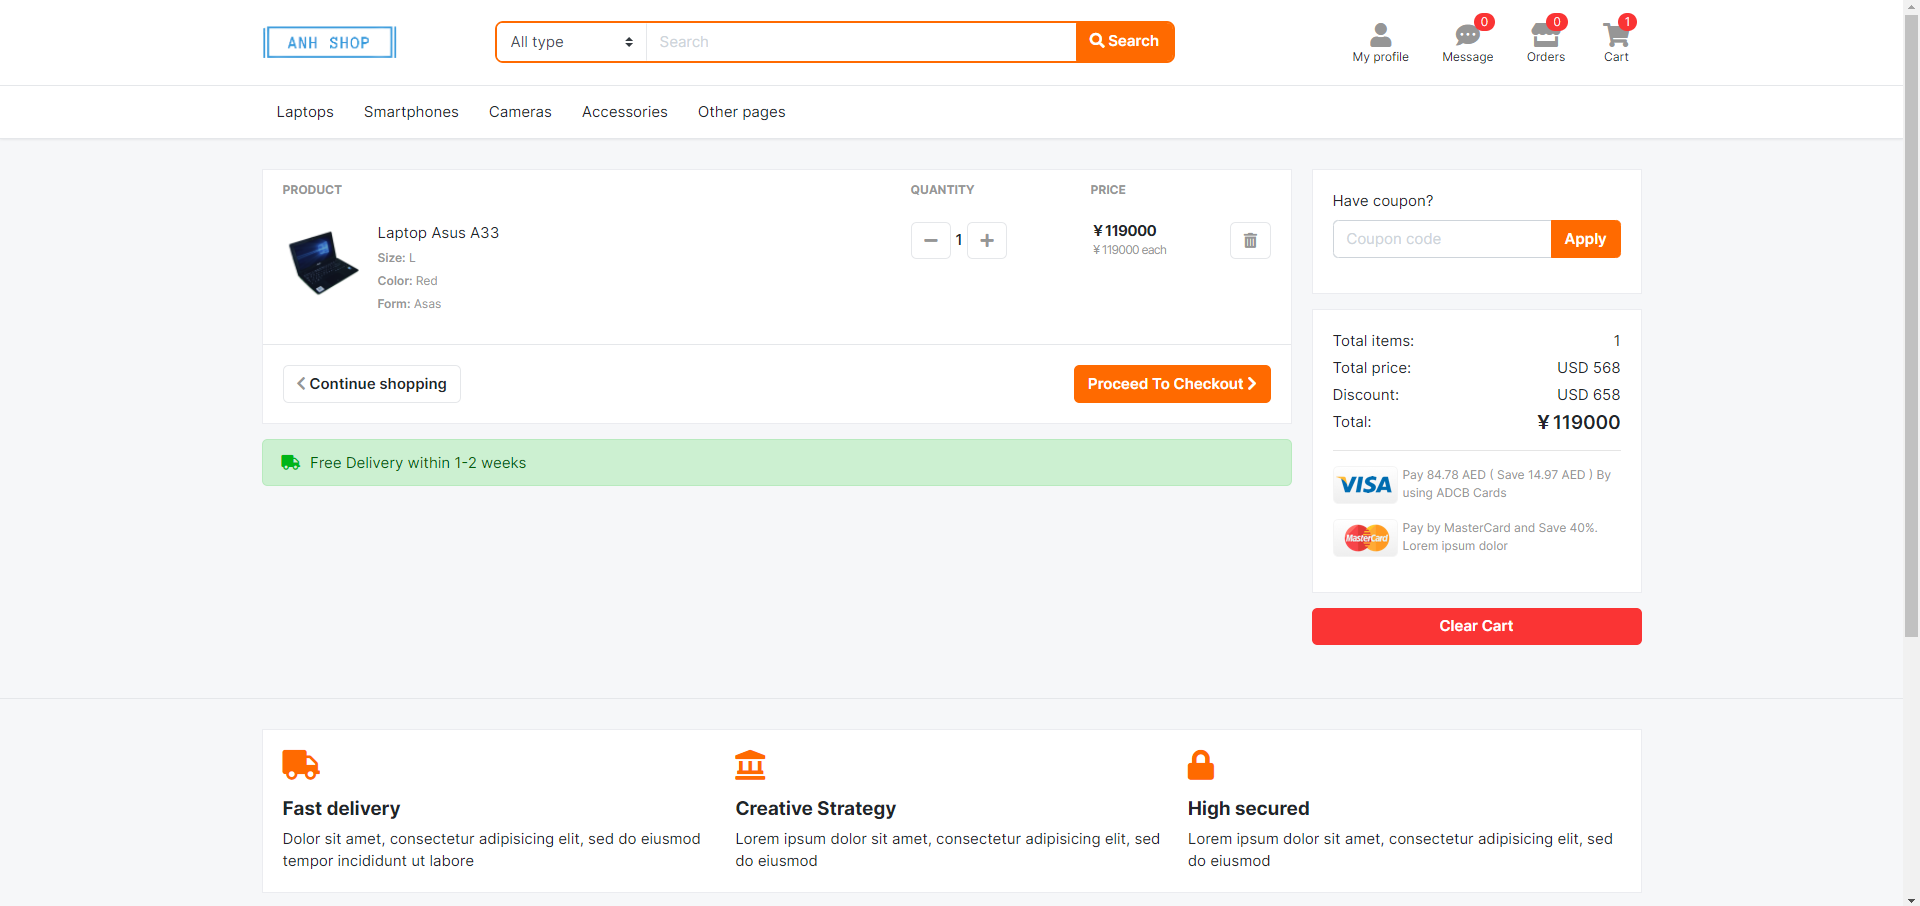 ANH SHOP
All type
Search
Search
My profile
0
Message
0
Orders
1
Cart
Laptops
Smartphones
Cameras
Accessories
Other pages
PRODUCT
QUANTITY
PRICE
Laptop Asus A33
Size: L
Color: Red
Form: Asas
1
¥ 119000
¥ 119000 each
Continue shopping
Proceed To Checkout
Free Delivery within 1-2 weeks
Have coupon?
Coupon code
Apply
Total items: 1
Total price: USD 568
Discount: USD 658
Total: ¥ 119000
VISA
Pay 84.78 AED ( Save 14.97 AED ) By
using ADCB Cards
MasterCard
Pay by MasterCard and Save 40%.
Lorem ipsum dolor
Clear Cart
Fast delivery
Dolor sit amet, consectetur adipisicing elit, sed do eiusmod
tempor incididunt ut labore
Creative Strategy
Lorem ipsum dolor sit amet, consectetur adipisicing elit, sed
do eiusmod
High secured
Lorem ipsum dolor sit amet, consectetur adipisicing elit, sed
do eiusmod